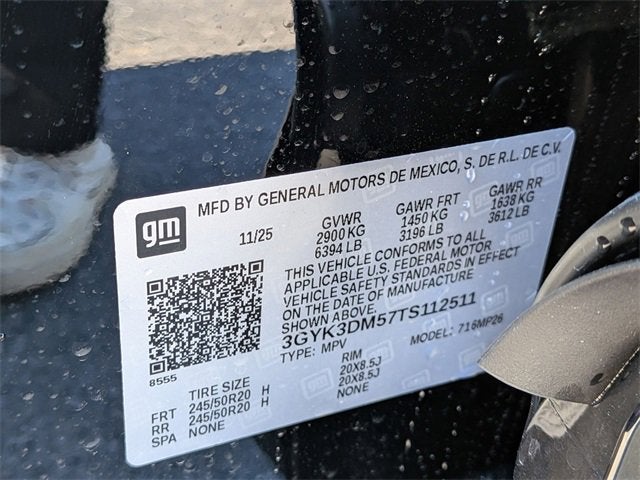 gm
MFD BY GENERAL MOTORS DE MEXICO, S. DE R.L. DE C.V.
11/25 GVWR GAWR FRT GAWR RR
2900 KG 1450 KG 1638 KG
6394 LB 3196 LB 3612 LB
THIS VEHICLE CONFORMS TO ALL
APPLICABLE U.S. FEDERAL MOTOR
VEHICLE SAFETY STANDARDS IN EFFECT
ON THE DATE OF MANUFACTURE
SHOWN ABOVE.
3GYK3DM57TS112511
TYPE: MPV MODEL: 716MP26
8555
TIRE SIZE RIM
FRT 245/50R20 H 20X8.5J
RR 245/50R20 H 20X8.5J
SPA NONE NONE